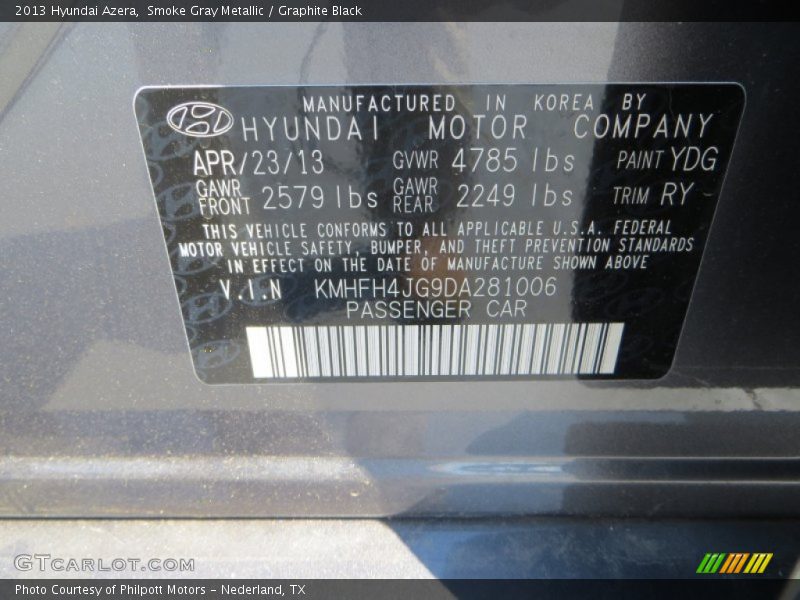 2013 Hyundai Azera, Smoke Gray Metallic / Graphite Black
MANUFACTURED IN KOREA BY
HYUNDAI MOTOR COMPANY
APR/23/13 GVWR 4785 lbs PAINT YDG
GAWR FRONT 2579 lbs GAWR REAR 2249 lbs TRIM RY
THIS VEHICLE CONFORMS TO ALL APPLICABLE U.S.A. FEDERAL
MOTOR VEHICLE SAFETY, BUMPER, AND THEFT PREVENTION STANDARDS
IN EFFECT ON THE DATE OF MANUFACTURE SHOWN ABOVE
V.I.N KMHFH4JG9DA281006
PASSENGER CAR
GTCARLOT.COM
Photo Courtesy of Philpott Motors - Nederland, TX